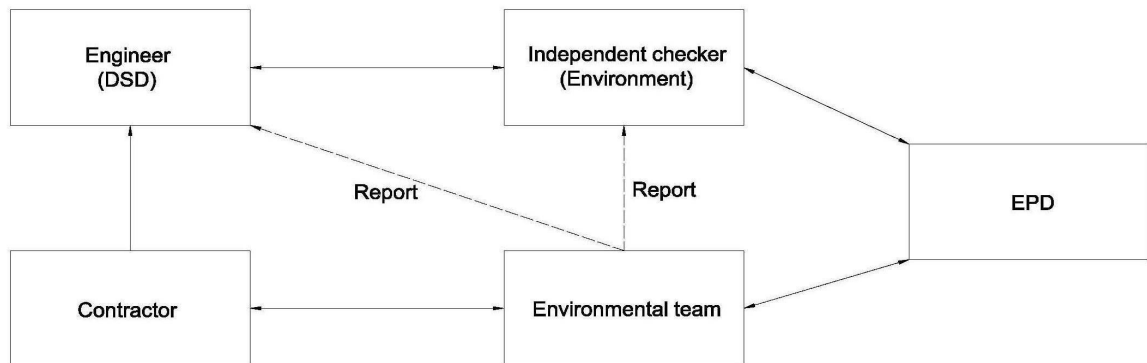 Engineer
(DSD)
Independent checker
(Environment)
EPD
Report
Report
Contractor
Environmental team